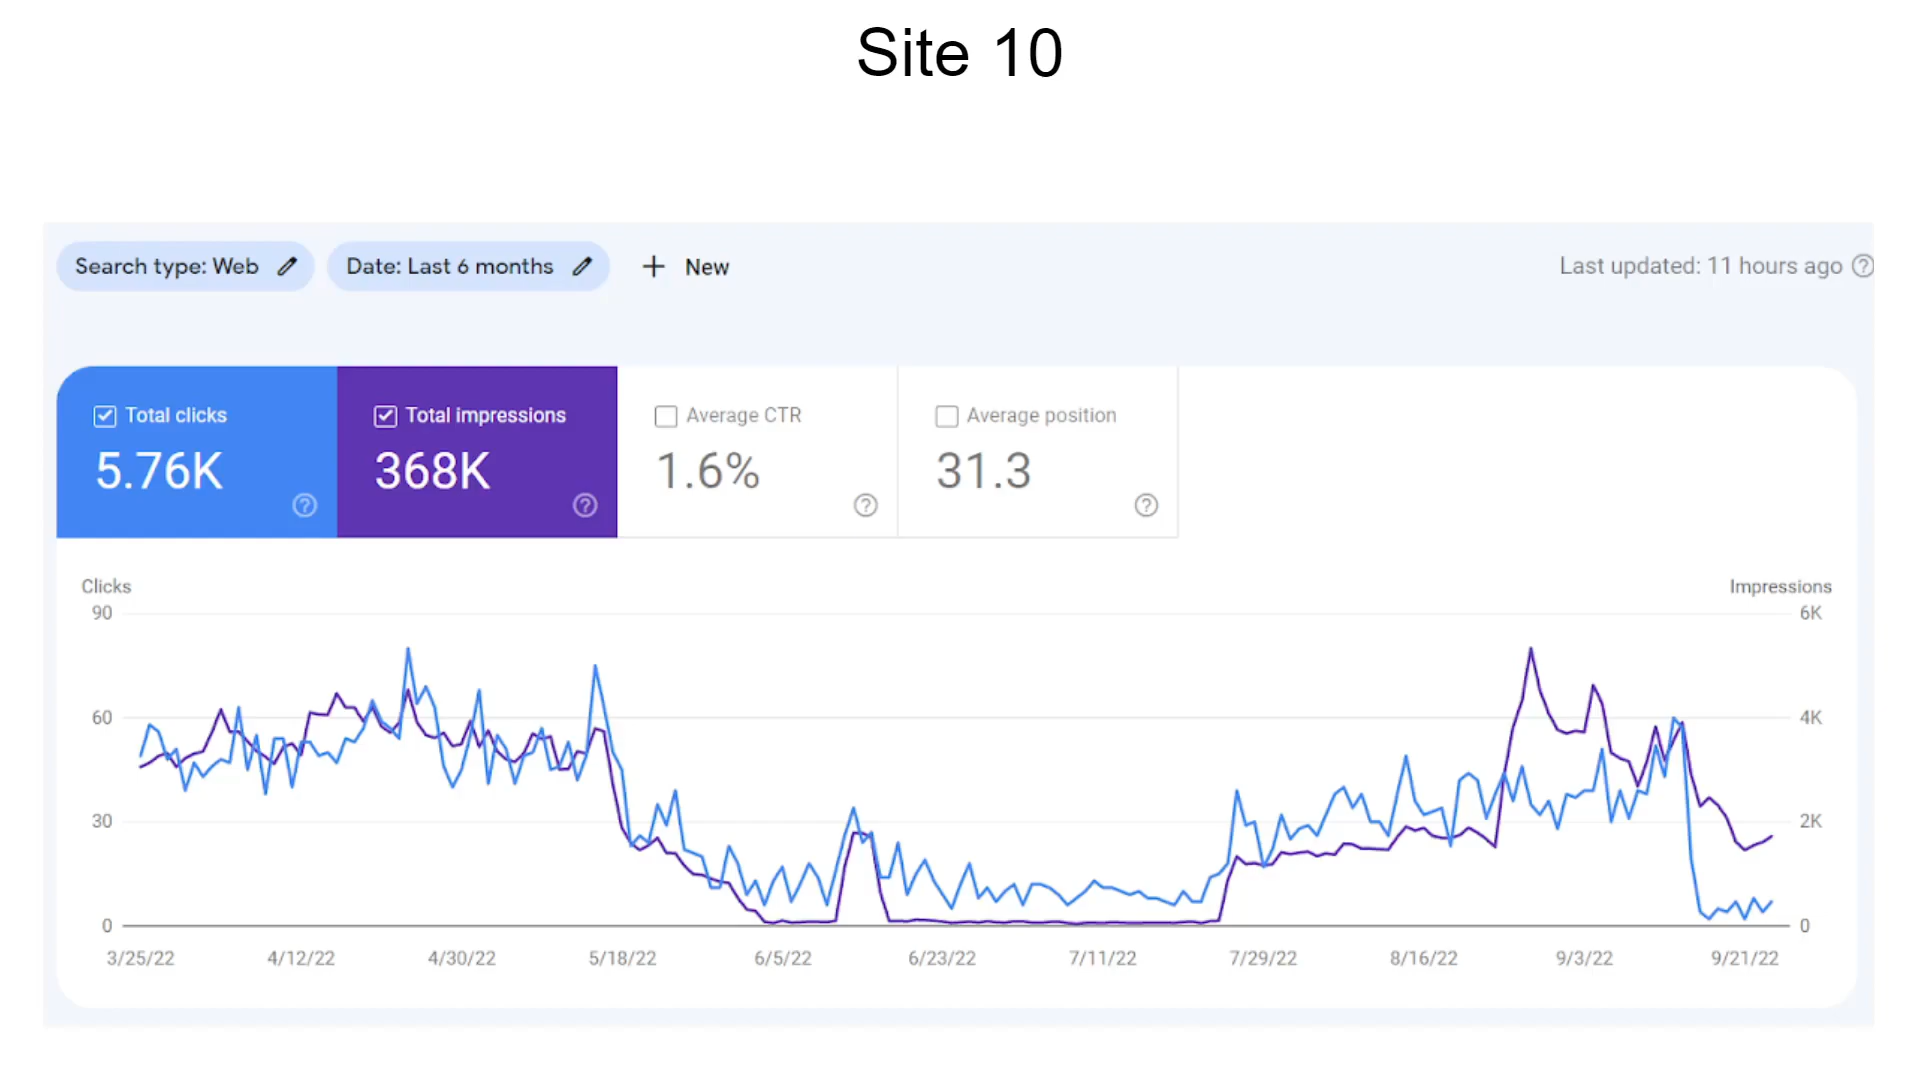 Site 10
Search type: Web
Date: Last 6 months
+ New
Last updated: 11 hours ago
Total clicks
5.76K
Total impressions
368K
Average CTR
1.6%
Average position
31.3
Clicks
Impressions
90
6K
60
4K
30
2K
0
0
3/25/22
4/12/22
4/30/22
5/18/22
6/5/22
6/23/22
7/11/22
7/29/22
8/16/22
9/3/22
9/21/22